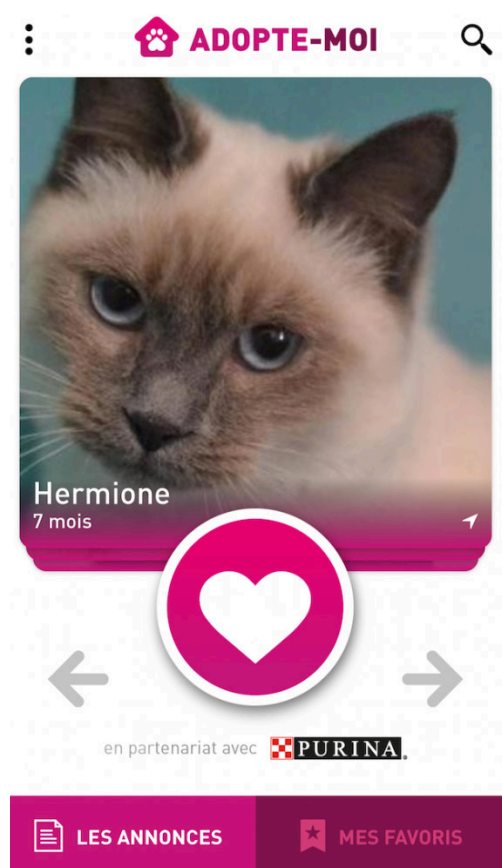 ADOPTE-MOI
Hermione
7 mois
en partenariat avec PURINA®
LES ANNONCES
MES FAVORIS